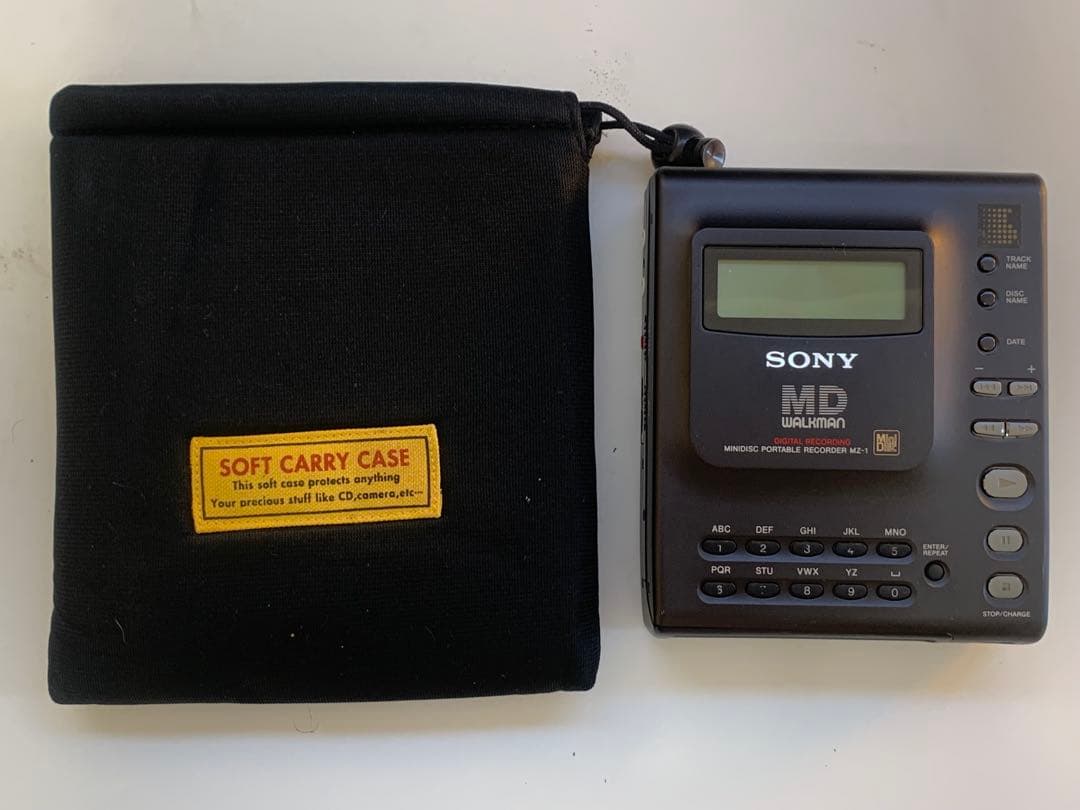 SOFT CARRY CASE
This soft case protects anything
Your precious stuff like CD,camera,etc…
TRACK
NAME
DISC
NAME
DATE
- +
SONY
MD
WALKMAN
DIGITAL RECORDING
MINIDISC PORTABLE RECORDER MZ-1
Mini
Disc
ABC DEF GHI JKL MNO
1 2 3 4 5
ENTER/
REPEAT
PQR STU VWX YZ
8 9 0
STOP/CHARGE